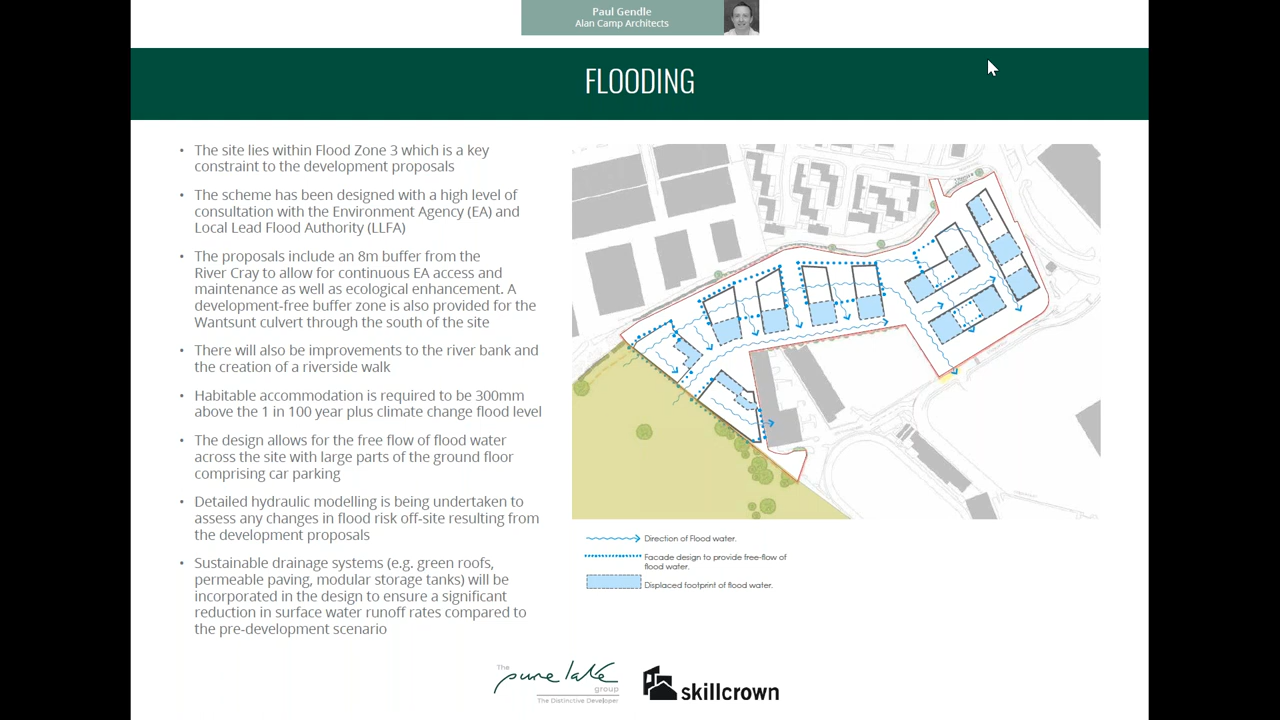 Paul Gendle
Alan Camp Architects
FLOODING
• The site lies within Flood Zone 3 which is a key
constraint to the development proposals
• The scheme has been designed with a high level of
consultation with the Environment Agency (EA) and
Local Lead Flood Authority (LLFA)
• The proposals include an 8m buffer from the
River Cray to allow for continuous EA access and
maintenance as well as ecological enhancement. A
development-free buffer zone is also provided for the
Wantsunt culvert through the south of the site
• There will also be improvements to the river bank and
the creation of a riverside walk
• Habitable accommodation is required to be 300mm
above the 1 in 100 year plus climate change flood level
• The design allows for the free flow of flood water
across the site with large parts of the ground floor
comprising car parking
• Detailed hydraulic modelling is being undertaken to
assess any changes in flood risk off-site resulting from
the development proposals
• Sustainable drainage systems (e.g. green roofs,
permeable paving, modular storage tanks) will be
incorporated in the design to ensure a significant
reduction in surface water runoff rates compared to
the pre-development scenario
Direction of Flood water.
Facade design to provide free-flow of
flood water.
Displaced footprint of flood water.
The
pure lake
group
The Distinctive Developer
skillcrown